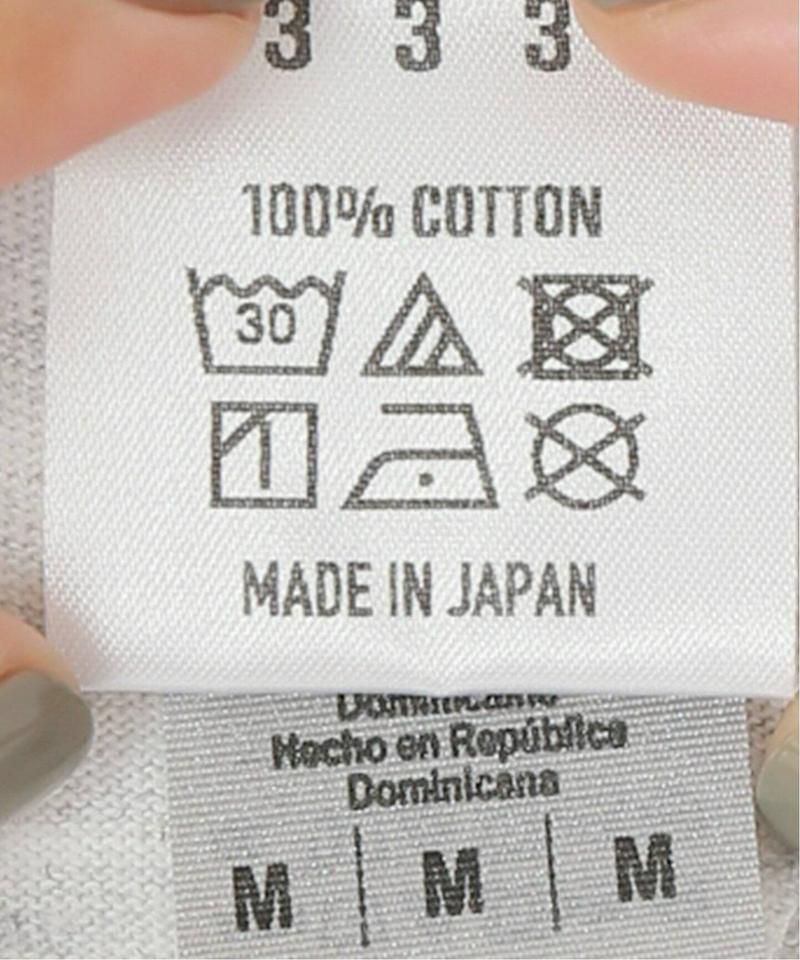 3 3 3
100% COTTON
30
MADE IN JAPAN
Hecho en República
Dominicana
M | M | M